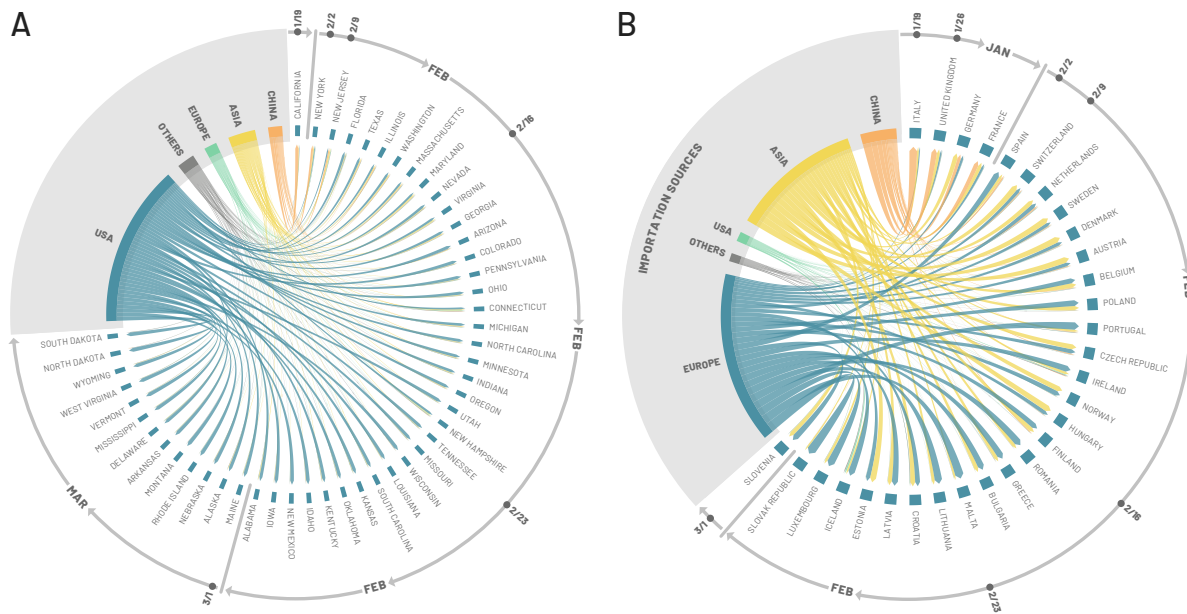 A
CHINA
ASIA
EUROPE
OTHERS
USA
1/19
2/2
2/9
FEB
2/16
FEB
2/23
FEB
3/1
MAR
CALIFORNIA
NEW YORK
NEW JERSEY
FLORIDA
TEXAS
ILLINOIS
WASHINGTON
MASSACHUSETTS
MARYLAND
NEVADA
VIRGINIA
GEORGIA
ARIZONA
COLORADO
PENNSYLVANIA
OHIO
CONNECTICUT
MICHIGAN
NORTH CAROLINA
MINNESOTA
INDIANA
OREGON
UTAH
NEW HAMPSHIRE
TENNESSEE
MISSOURI
WISCONSIN
LOUISIANA
SOUTH CAROLINA
KANSAS
OKLAHOMA
KENTUCKY
IDAHO
NEW MEXICO
IOWA
ALABAMA
MAINE
ALASKA
NEBRASKA
RHODE ISLAND
MONTANA
ARKANSAS
DELAWARE
MISSISSIPPI
VERMONT
WEST VIRGINIA
WYOMING
NORTH DAKOTA
SOUTH DAKOTA
B
IMPORTATION SOURCES
CHINA
ASIA
USA
OTHERS
EUROPE
1/19
1/26
JAN
2/2
2/9
FEB
2/16
2/23
FEB
3/1
ITALY
UNITED KINGDOM
GERMANY
FRANCE
SPAIN
SWITZERLAND
NETHERLANDS
SWEDEN
DENMARK
AUSTRIA
BELGIUM
POLAND
PORTUGAL
CZECH REPUBLIC
IRELAND
NORWAY
HUNGARY
FINLAND
ROMANIA
GREECE
BULGARIA
MALTA
LITHUANIA
CROATIA
LATVIA
ESTONIA
ICELAND
LUXEMBOURG
SLOVAK REPUBLIC
SLOVENIA